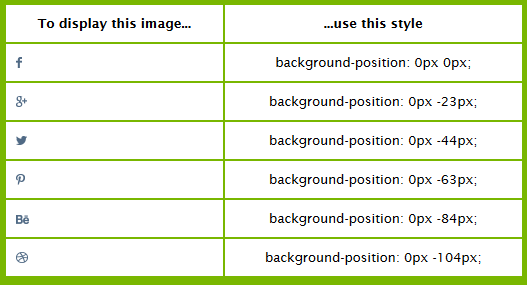 To display this image... ...use this style
f background-position: 0px 0px;
g+ background-position: 0px -23px;
background-position: 0px -44px;
background-position: 0px -63px;
Bē background-position: 0px -84px;
background-position: 0px -104px;